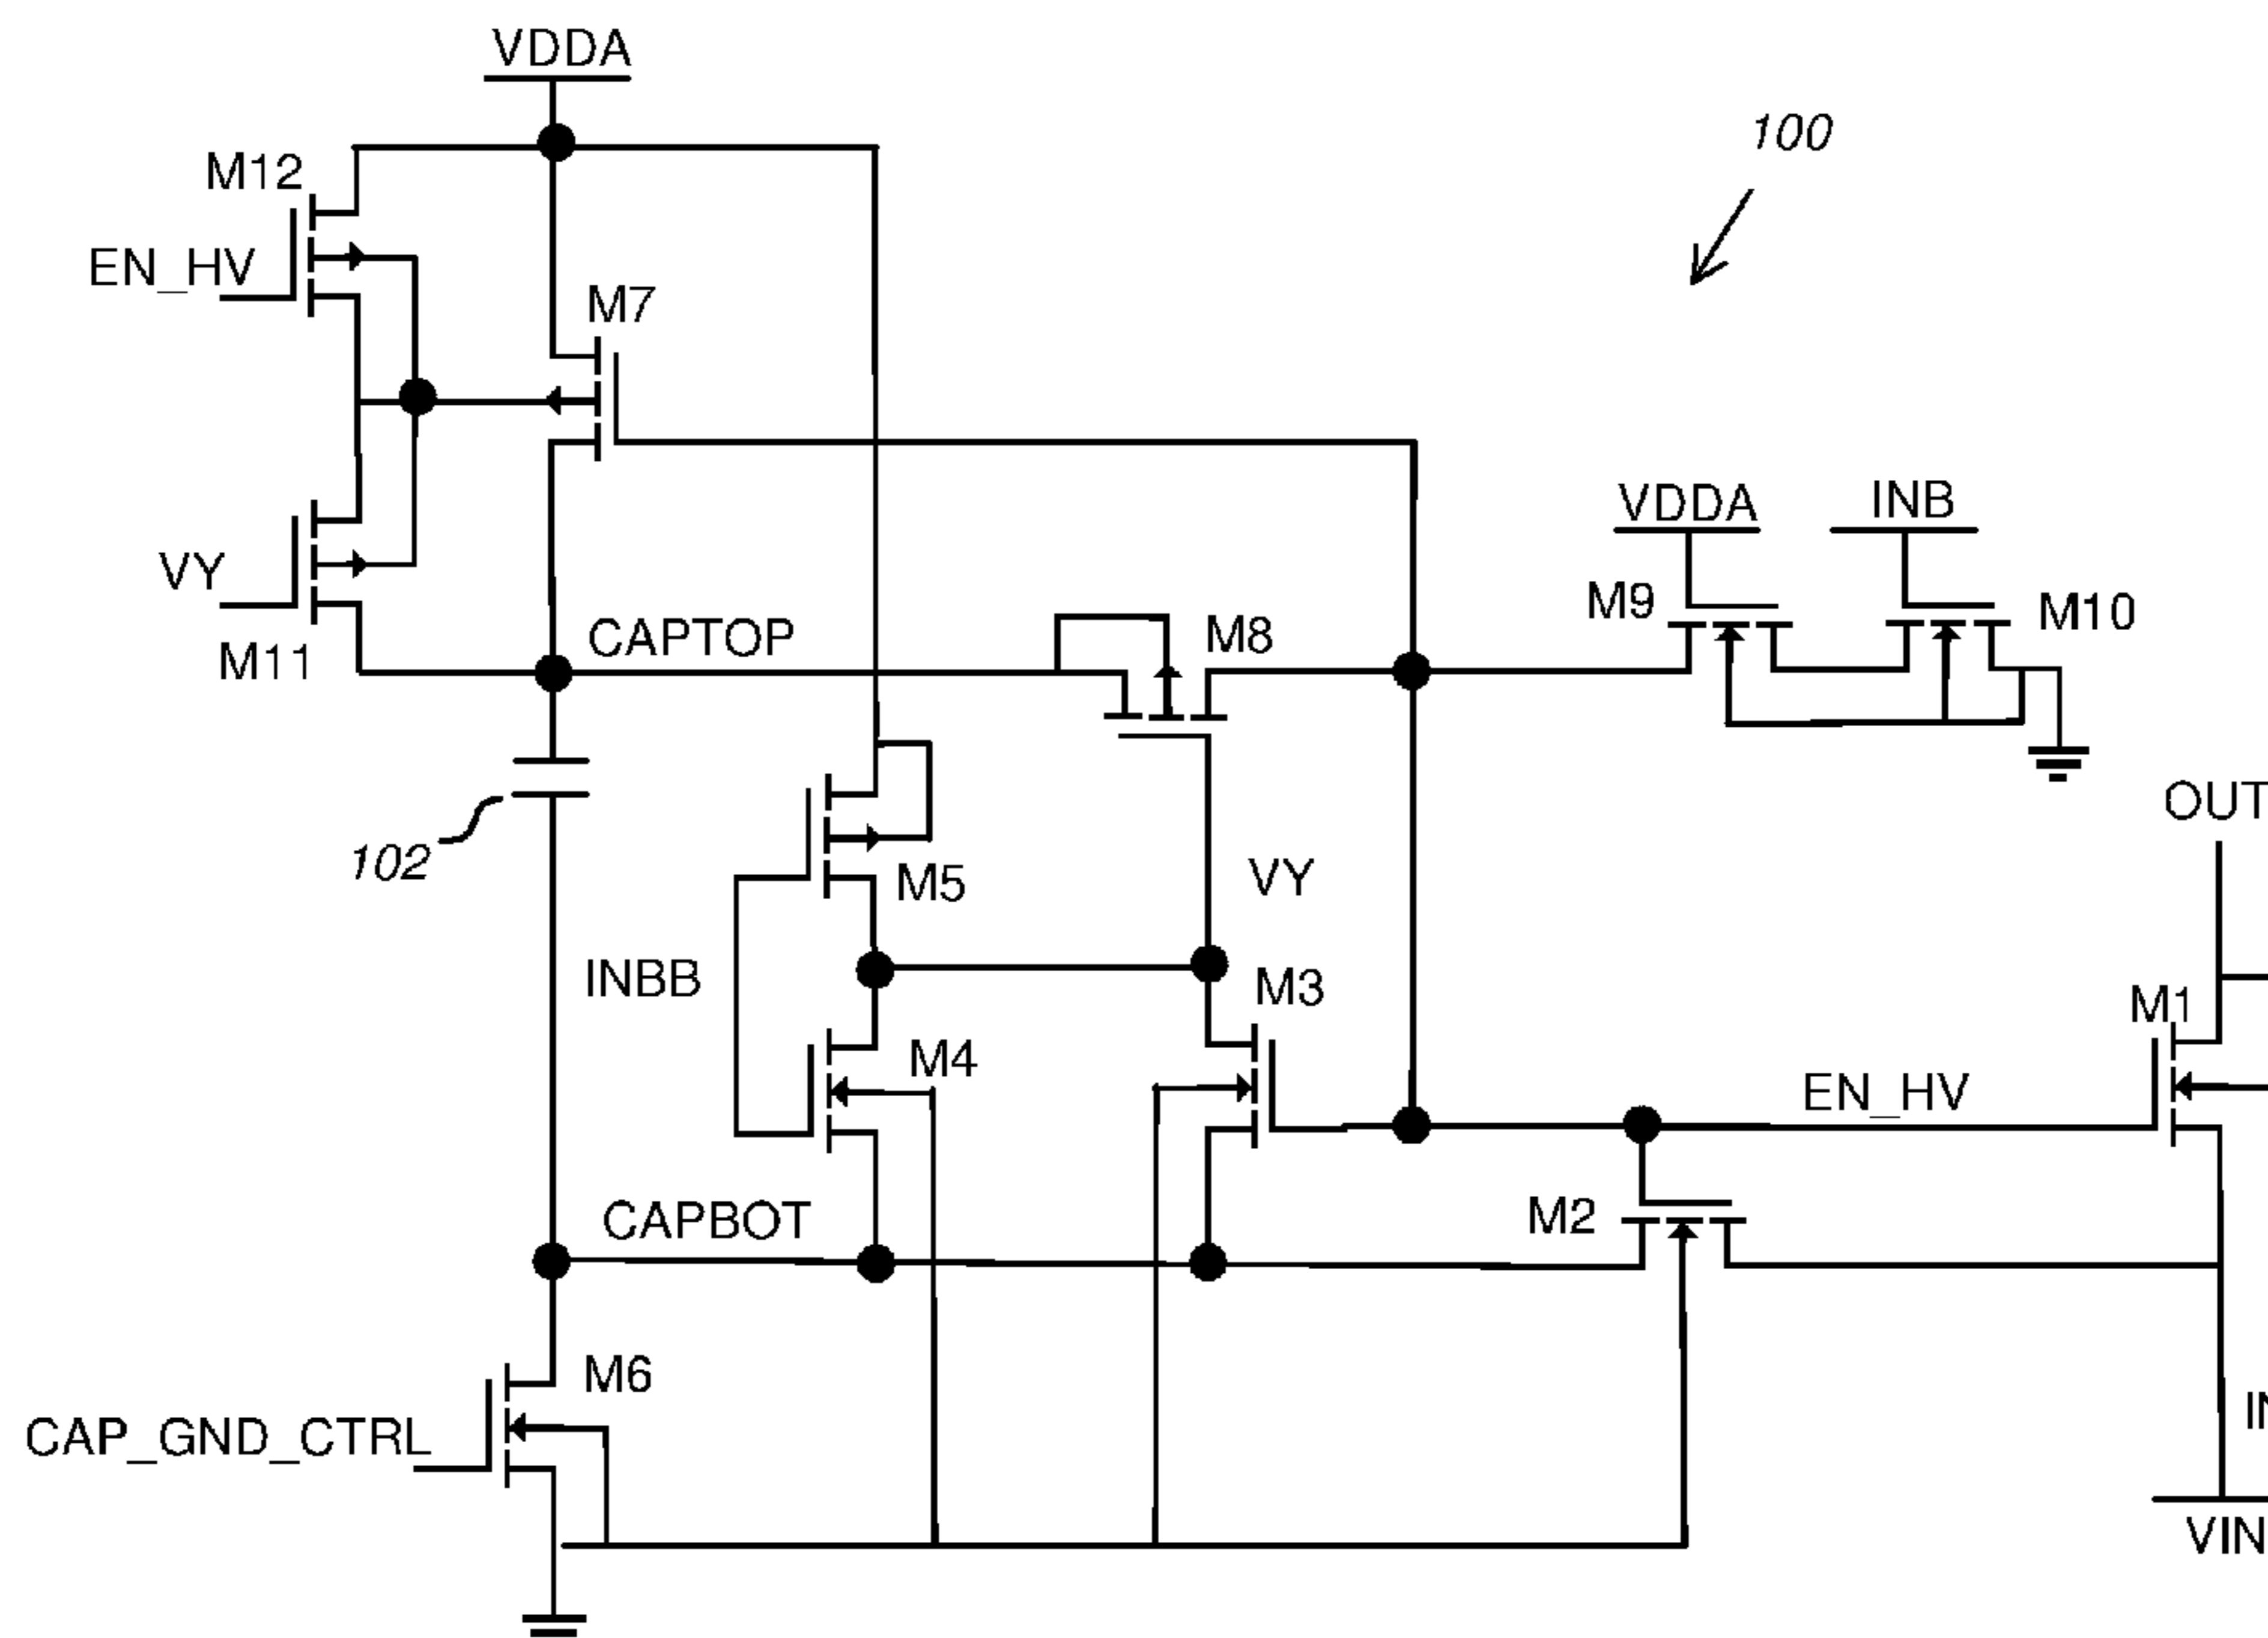 VDDA
100
M12
EN_HV
M7
VDDA
INB
M9
M10
VY
M11
CAPTOP
M8
OUT
102
M5
VY
INBB
M3
M1
M4
EN_HV
CAPBOT
M2
M6
CAP_GND_CTRL
IN
VIN